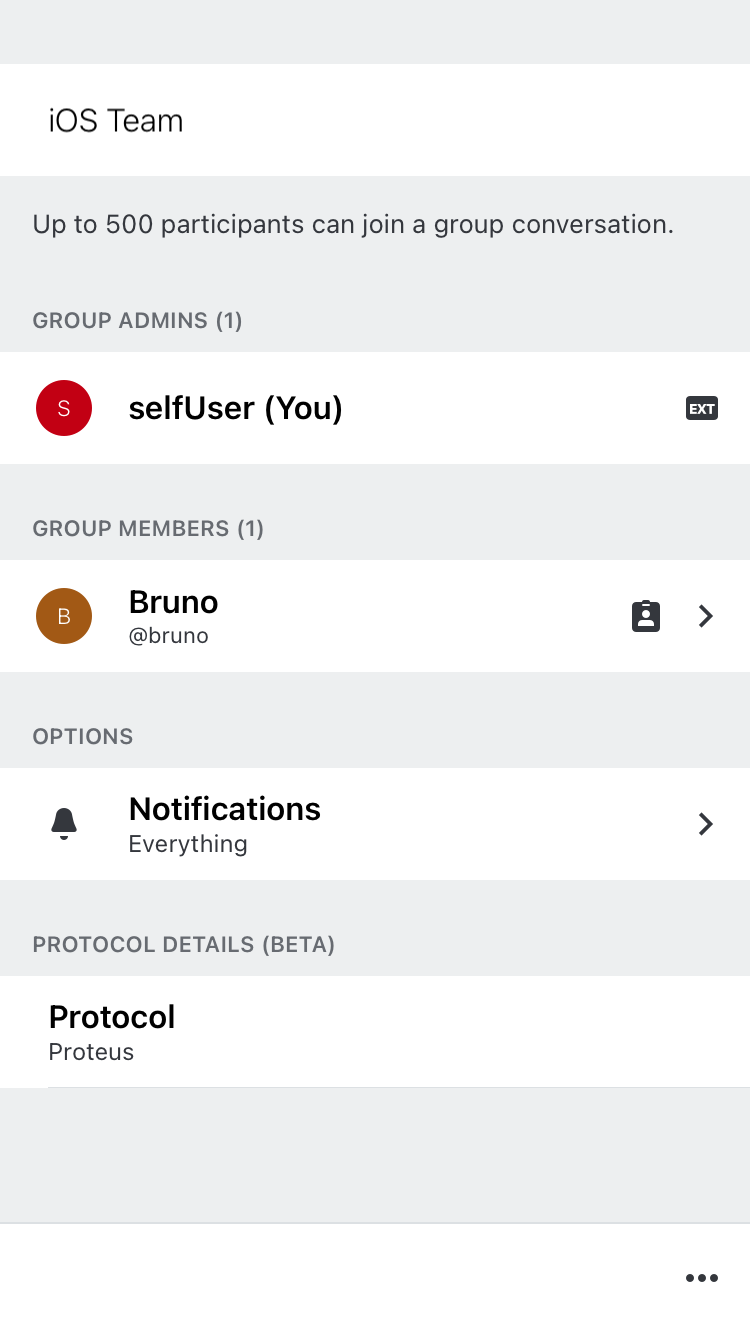 iOS Team
Up to 500 participants can join a group conversation.
GROUP ADMINS (1)
S
selfUser (You)
EXT
GROUP MEMBERS (1)
B
Bruno
@bruno
OPTIONS
Notifications
Everything
PROTOCOL DETAILS (BETA)
Protocol
Proteus